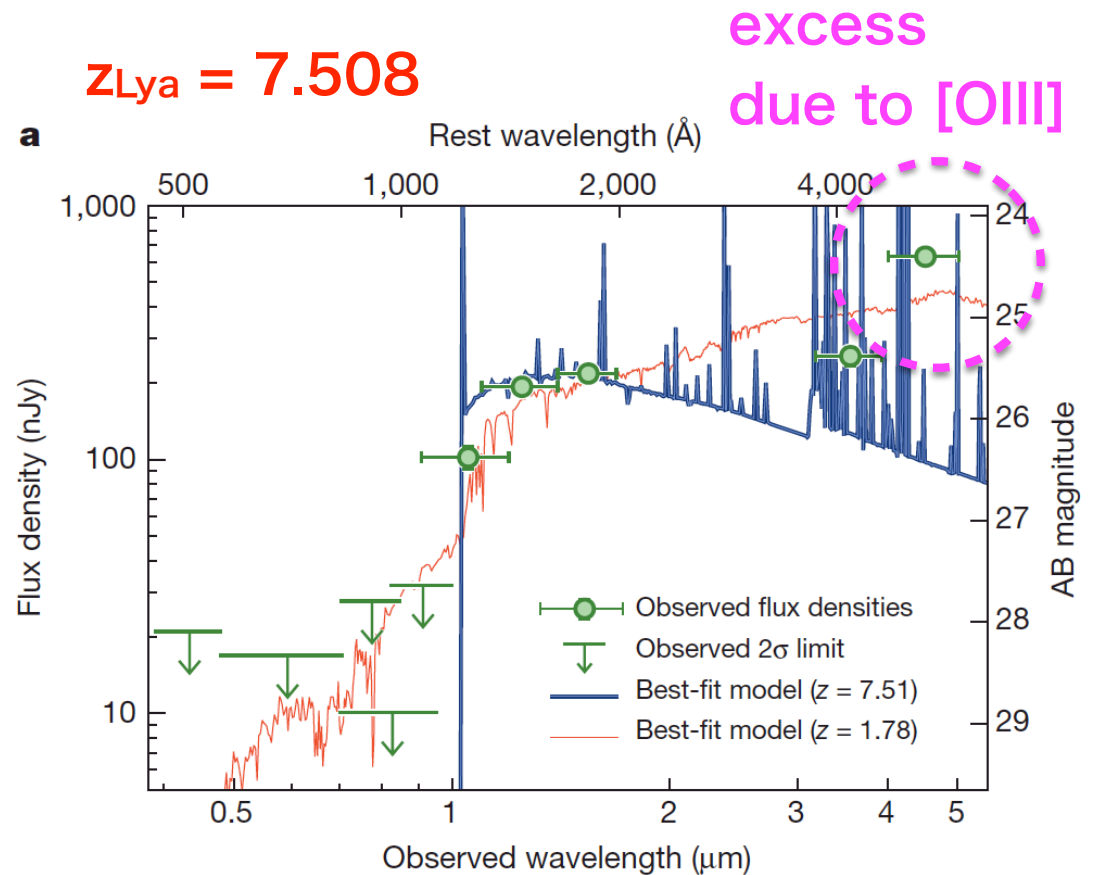 excess
due to [OIII]
zLya = 7.508
a
Rest wavelength (Å)
500 1,000 2,000 4,000
1,000
100
10
Flux density (nJy)
24
25
26
27
28
29
AB magnitude
Observed flux densities
Observed 2σ limit
Best-fit model (z = 7.51)
Best-fit model (z = 1.78)
0.5 1 2 3 4 5
Observed wavelength (μm)